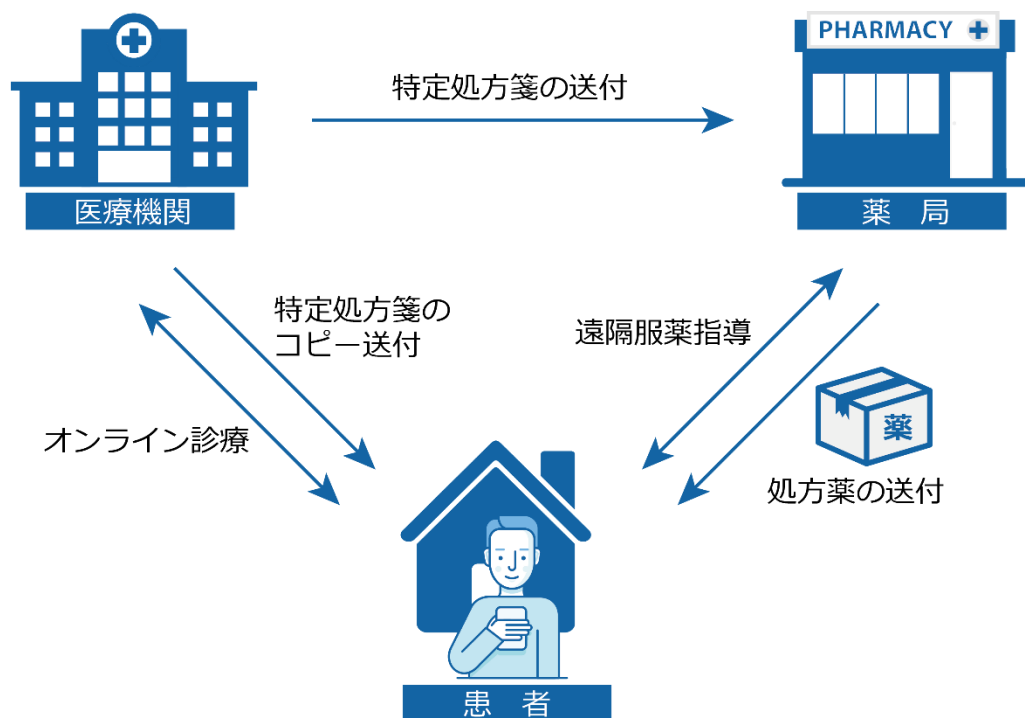 PHARMACY
特定処方箋の送付
医療機関
薬 局
特定処方箋の
コピー送付
遠隔服薬指導
オンライン診療
薬
処方薬の送付
患 者